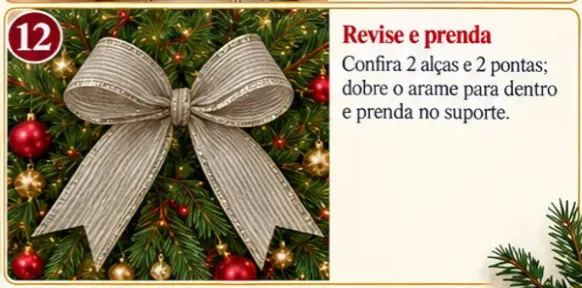 12
Revise e prenda
Confira 2 alças e 2 pontas;
dobre o arame para dentro
e prenda no suporte.